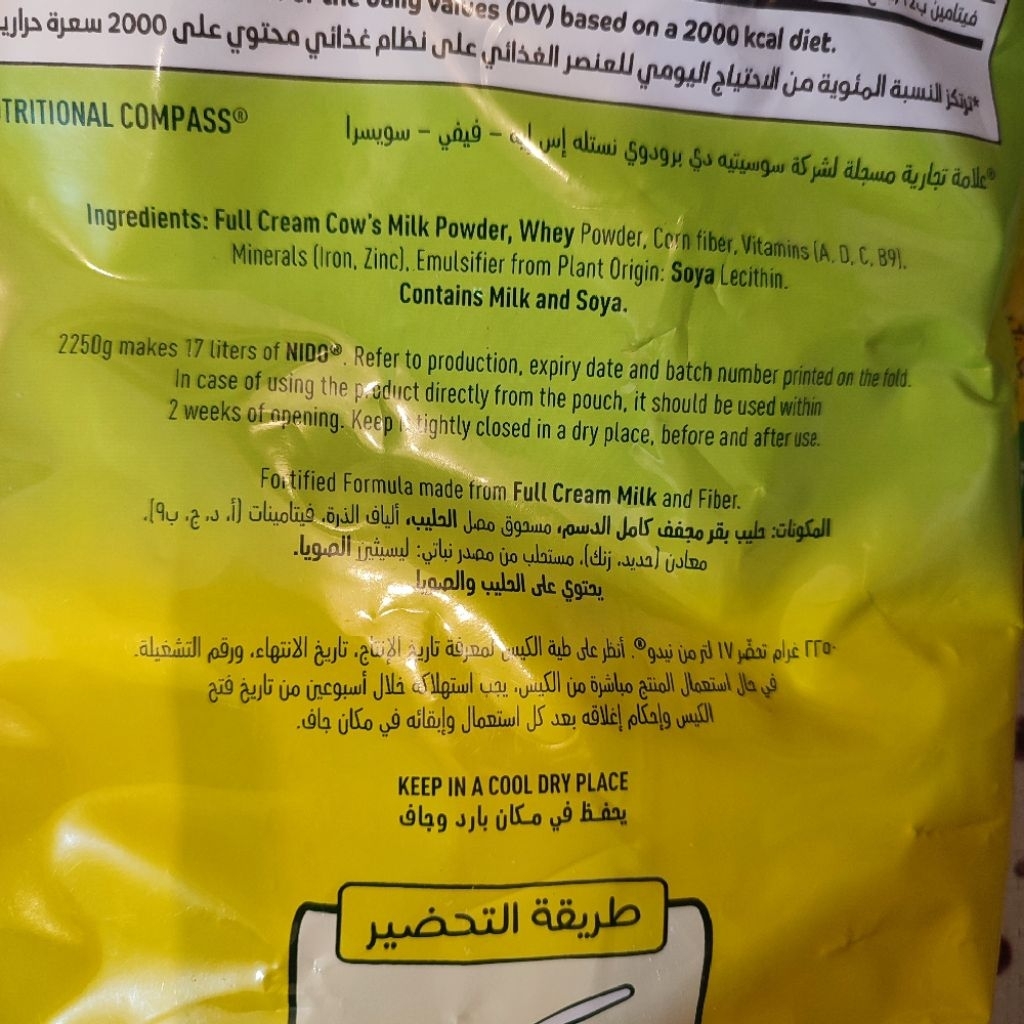 فيتامين ب
the Daily Values (DV) based on a 2000 kcal diet.
*ترتكز النسبة المئوية من الاحتياج اليومي للعنصر الغذائي على نظام غذائي محتوي على 2000 سعرة
TRITIONAL COMPASS®
®علامة تجارية مسجلة لشركة سوسيتيه دي برودوي نستله إس إيه - فيفي - سويسرا
Ingredients: Full Cream Cow's Milk Powder, Whey Powder, Corn fiber, Vitamins (A, D, C, B9),
Minerals (Iron, Zinc), Emulsifier from Plant Origin: Soya Lecithin.
Contains Milk and Soya.
2250g makes 17 liters of NIDO®. Refer to production, expiry date and batch number printed on the fold.
In case of using the product directly from the pouch, it should be used within
2 weeks of opening. Keep tightly closed in a dry place, before and after use.
Fortified Formula made from Full Cream Milk and Fiber.
المكونات: حليب بقر مجفف كامل الدسم، مسحوق مصل الحليب، ألياف الذرة، فيتامينات (أ، د، ج، ب٩)،
معادن (حديد، زنك)، مستحلب من مصدر نباتي: ليسيثين الصويا.
يحتوي على الحليب والصويا
٢٢٥٠ غرام تحضّر ١٧ لتر من نيدو®. أنظر على طية الكيس لمعرفة تاريخ الإنتاج، تاريخ الانتهاء، ورقم التشغيلة.
في حال استعمال المنتج مباشرة من الكيس، يجب استهلاكه خلال أسبوعين من تاريخ فتح
الكيس وإحكام إغلاقه بعد كل استعمال وإبقائه في مكان جاف.
KEEP IN A COOL DRY PLACE
يحفظ في مكان بارد وجاف
طريقة التحضير